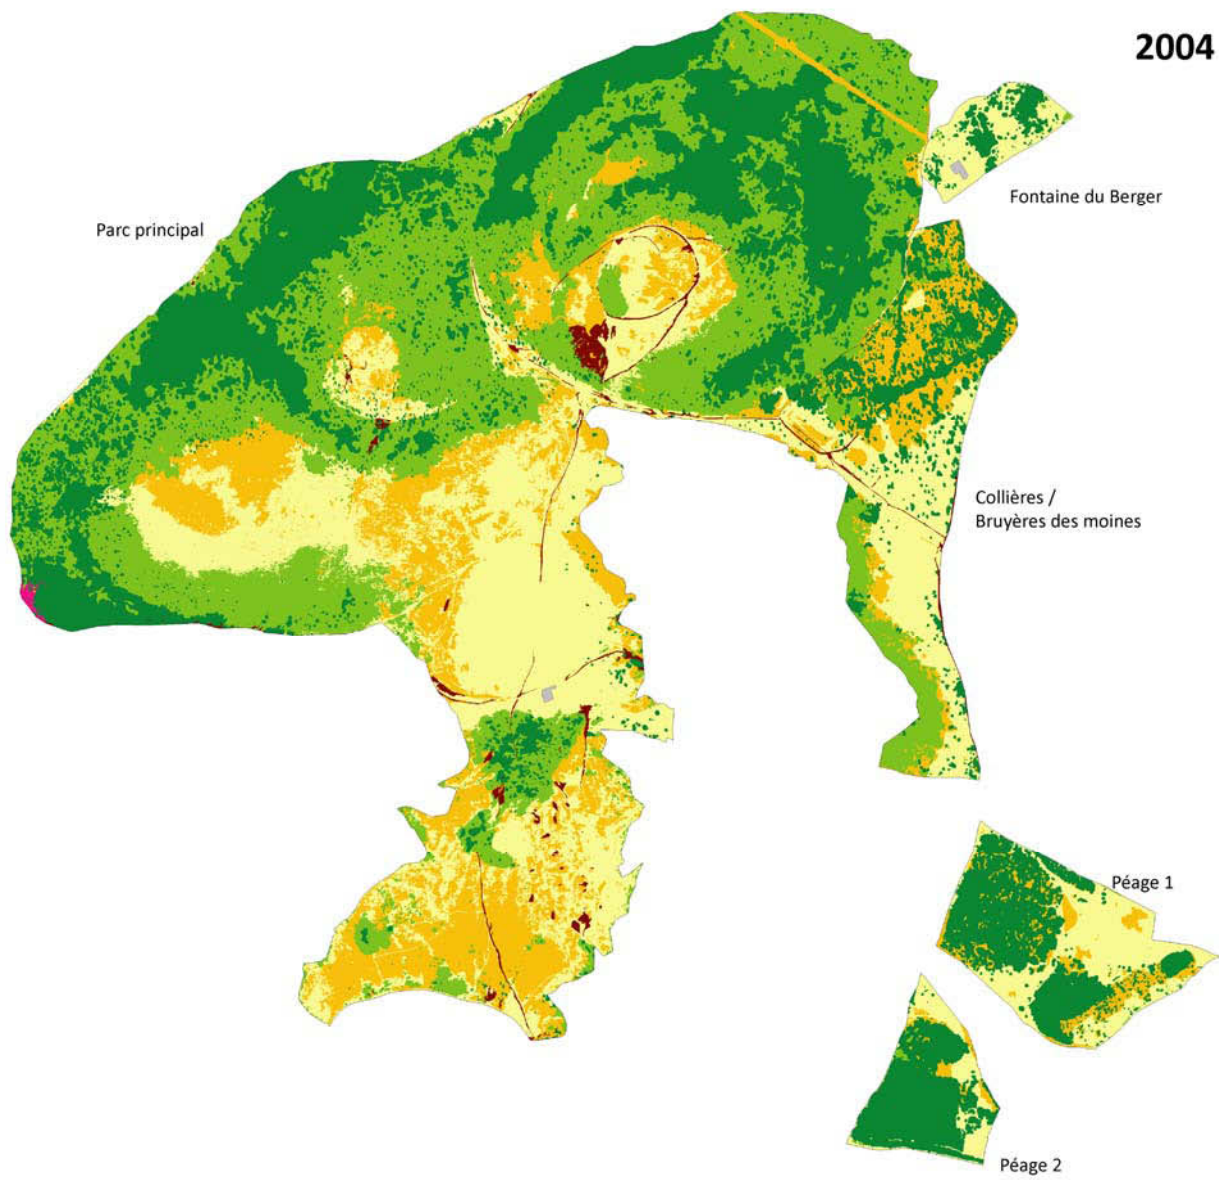 2004
Fontaine du Berger
Parc principal
Collières /
Bruyères des moines
Péage 1
Péage 2